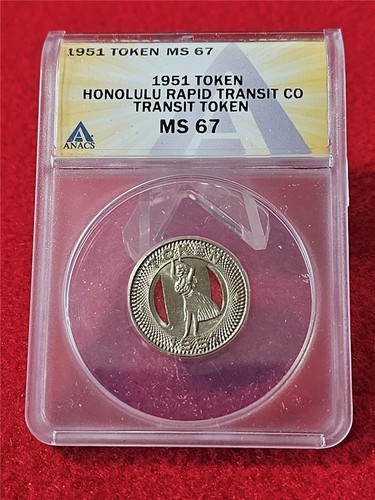 1951 TOKEN MS 67
1951 TOKEN
HONOLULU RAPID TRANSIT CO
TRANSIT TOKEN
MS 67
ANACS